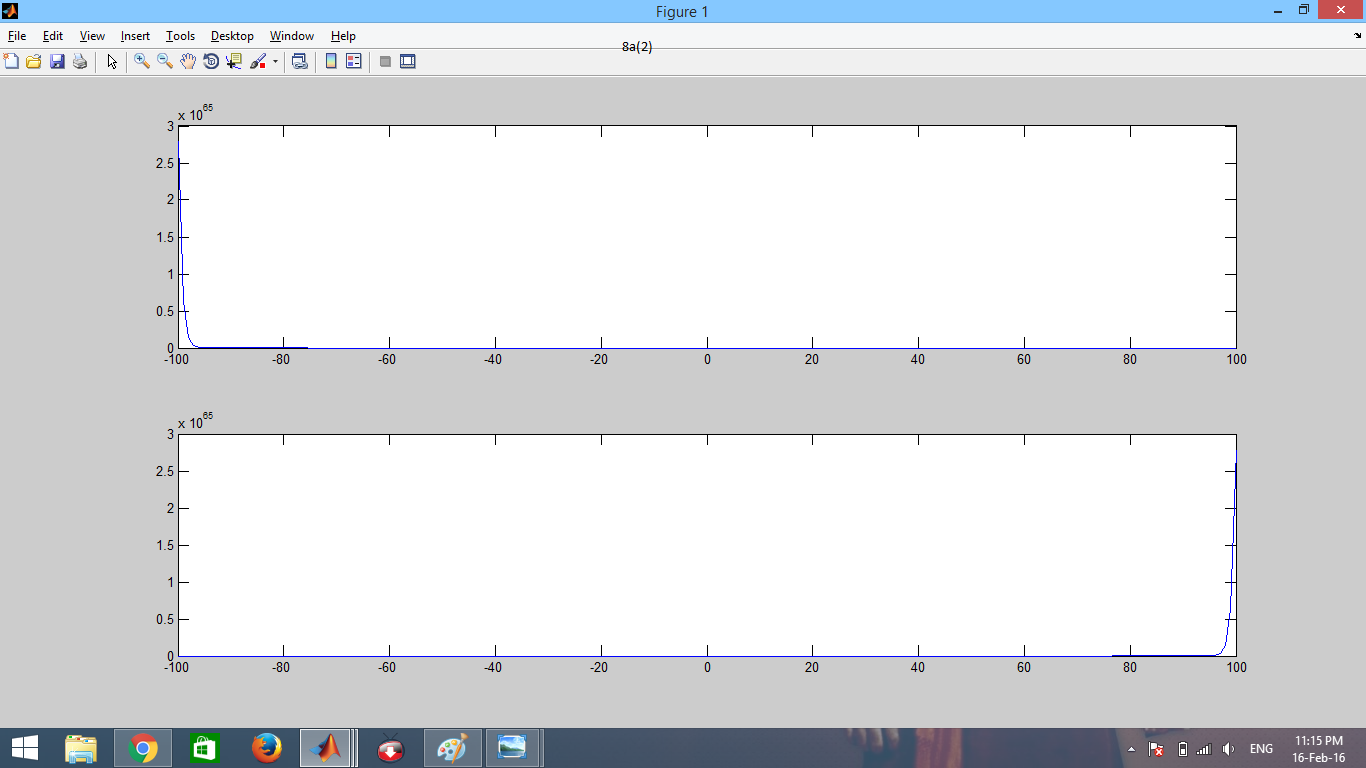 Figure 1
File Edit View Insert Tools Desktop Window Help
8a(2)
x 10^65
3
2.5
2
1.5
1
0.5
0
-100 -80 -60 -40 -20 0 20 40 60 80 100
x 10^65
3
2.5
2
1.5
1
0.5
0
-100 -80 -60 -40 -20 0 20 40 60 80 100
ENG
11:15 PM
16-Feb-16